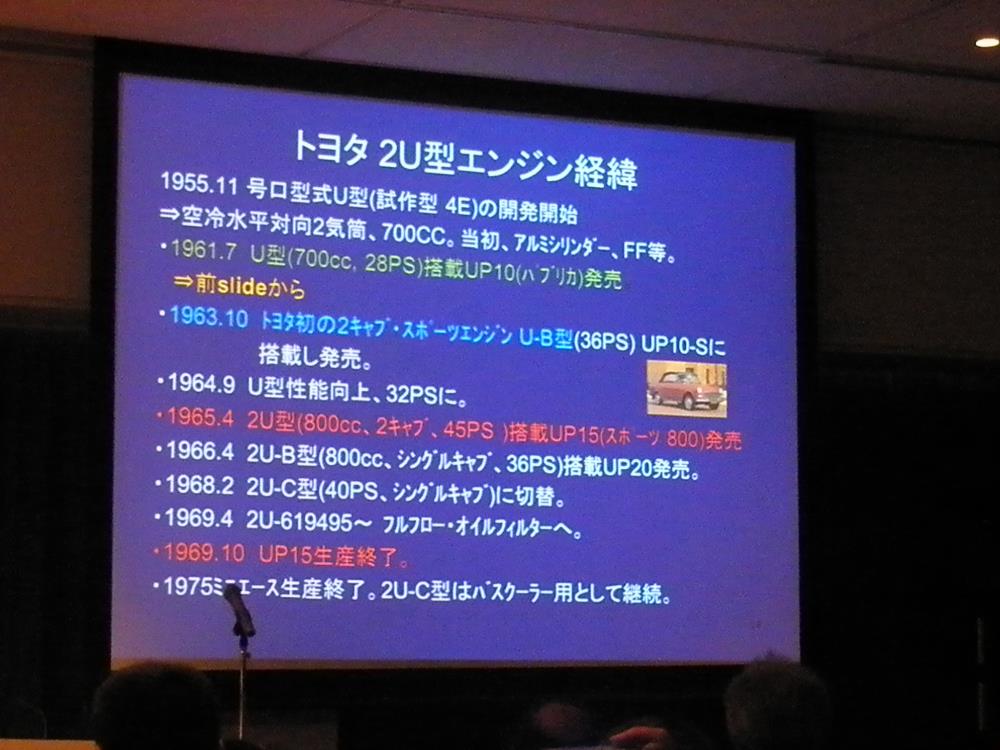 トヨタ 2U型エンジン経緯
1955.11 号口型式U型(試作型 4E)の開発開始
⇒空冷水平対向2気筒、700CC。当初、ｱﾙﾐｼﾘﾝﾀﾞｰ、FF等。
・1961.7 U型(700cc, 28PS)搭載UP10(ﾊﾟﾌﾞﾘｶ)発売
⇒前slideから
・1963.10 ﾄﾖﾀ初の2ｷｬﾌﾞ・ｽﾎﾟｰﾂｴﾝｼﾞﾝ U-B型(36PS) UP10-Sに
搭載し発売。
・1964.9 U型性能向上、32PSに。
・1965.4 2U型(800cc、2ｷｬﾌﾞ、45PS )搭載UP15(ｽﾎﾟｰﾂ 800)発売
・1966.4 2U-B型(800cc、ｼﾝｸﾞﾙｷｬﾌﾞ、36PS)搭載UP20発売。
・1968.2 2U-C型(40PS、ｼﾝｸﾞﾙｷｬﾌﾞ)に切替。
・1969.4 2U-619495～ ﾌﾙﾌﾛｰ・ｵｲﾙﾌｨﾙﾀｰへ。
・1969.10 UP15生産終了。
・1975ﾐﾆｴｰｽ生産終了。2U-C型はﾊﾞｽｸｰﾗｰ用として継続。